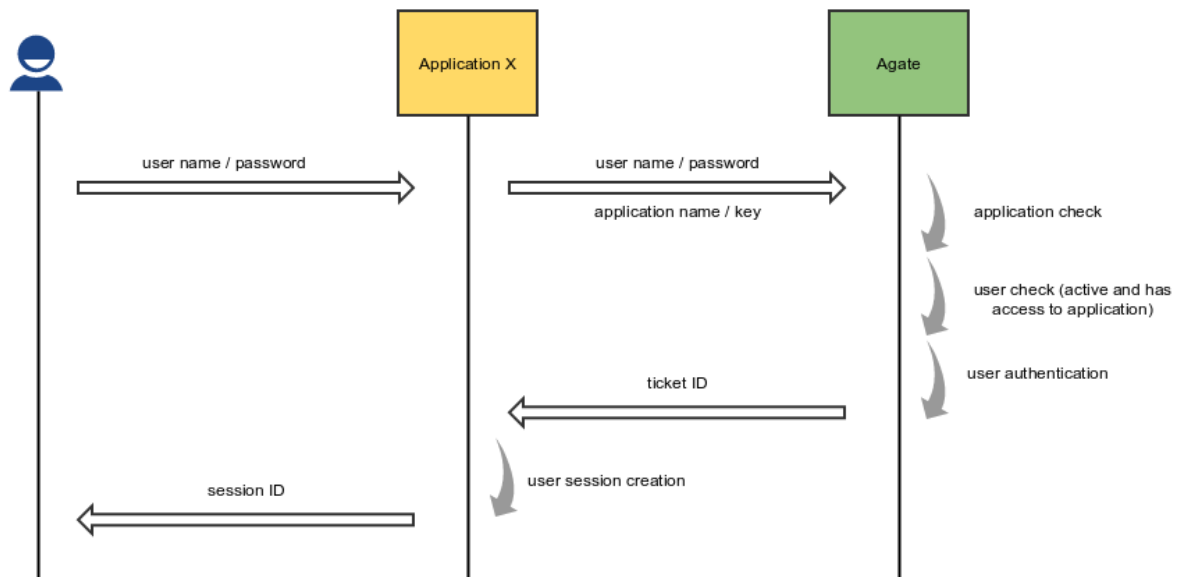 Application X
Agate
user name / password
user name / password
application name / key
application check
user check (active and has
access to application)
user authentication
ticket ID
user session creation
session ID